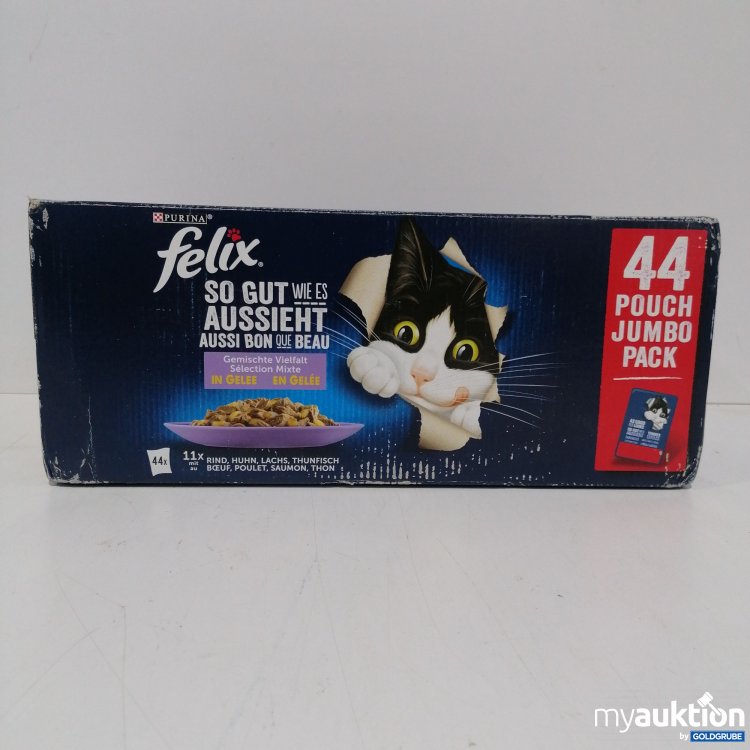 PURINA®
felix®
SO GUT WIE ES
AUSSIEHT
AUSSI BON QUE BEAU
Gemischte Vielfalt
Sélection Mixte
IN GELEE EN GELÉE
44x
11x mit au
RIND, HUHN, LACHS, THUNFISCH
BŒUF, POULET, SAUMON, THON
44
POUCH
JUMBO
PACK
myauktion
by GOLDGRUBE